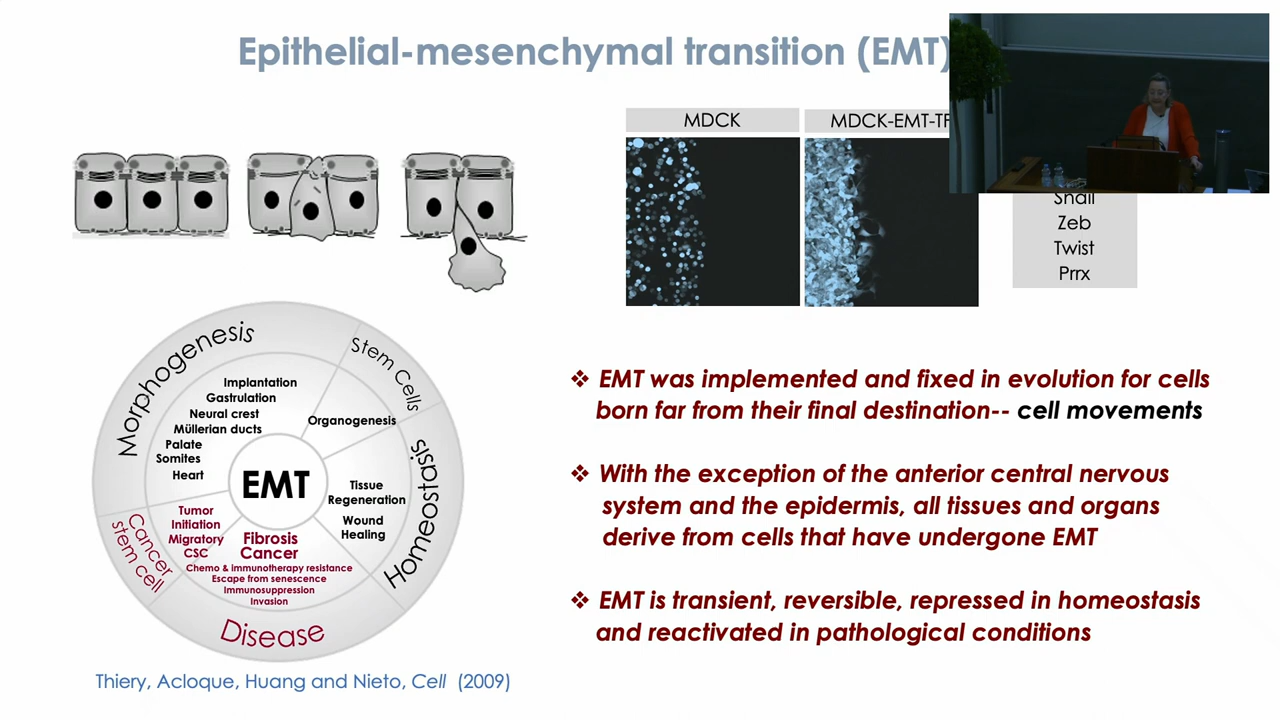 Epithelial-mesenchymal transition (EMT)
MDCK
MDCK-EMT-TF
Snail
Zeb
Twist
Prrx
Morphogenesis
Stem Cells
Homeostasis
Disease
Cancer
stem cell
Implantation
Gastrulation
Neural crest
Müllerian ducts
Palate
Somites
Heart
Organogenesis
EMT
Tissue
Regeneration
Wound
Healing
Tumor
Initiation
Migratory
CSC
Fibrosis
Cancer
Chemo & immunotherapy resistance
Escape from senescence
Immunosuppression
Invasion
❖ EMT was implemented and fixed in evolution for cells
born far from their final destination-- cell movements
❖ With the exception of the anterior central nervous
system and the epidermis, all tissues and organs
derive from cells that have undergone EMT
❖ EMT is transient, reversible, repressed in homeostasis
and reactivated in pathological conditions
Thiery, Acloque, Huang and Nieto, Cell (2009)